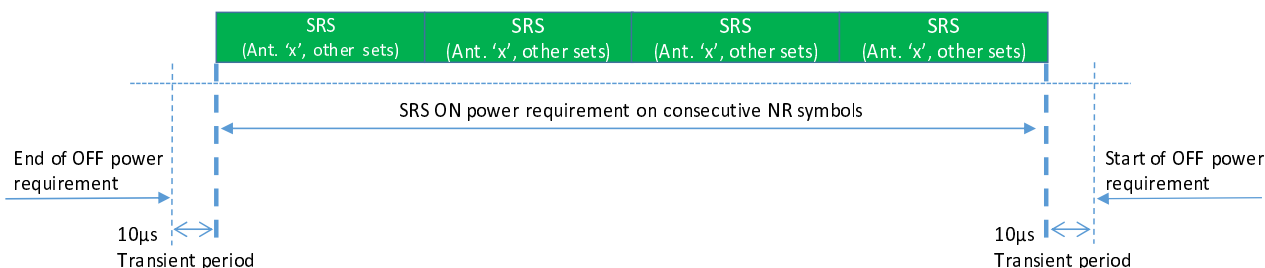 SRS SRS SRS SRS
(Ant. ‘x’, other sets) (Ant. ‘x’, other sets) (Ant. ‘x’, other sets) (Ant. ‘x’, other sets)
SRS ON power requirement on consecutive NR symbols
End of OFF power
requirement
Start of OFF power
requirement
10µs
Transient period
10µs
Transient period